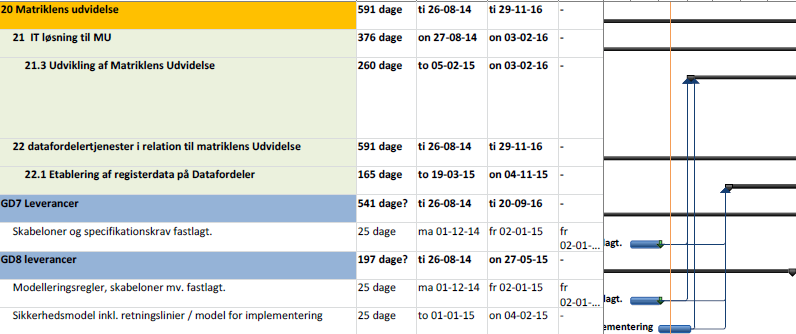 20 Matriklens udvidelse 591 dage ti 26-08-14 ti 29-11-16 -
21 IT løsning til MU 376 dage on 27-08-14 on 03-02-16 -
21.3 Udvikling af Matriklens Udvidelse 260 dage to 05-02-15 on 03-02-16 -
22 datafordelertjenester i relation til matriklens Udvidelse 591 dage ti 26-08-14 ti 29-11-16 -
22.1 Etablering af registerdata på Datafordeler 165 dage to 19-03-15 on 04-11-15 -
GD7 Leverancer 541 dage? ti 26-08-14 ti 20-09-16 -
Skabeloner og specifikationskrav fastlagt. 25 dage ma 01-12-14 fr 02-01-15 fr lagt.
02-01-...
GD8 leverancer 197 dage? ti 26-08-14 on 27-05-15 -
Modelleringsregler, skabeloner mv. fastlagt. 25 dage ma 01-12-14 fr 02-01-15 fr lagt.
02-01-...
Sikkerhedsmodel inkl. retningslinier / model for implementering 25 dage to 01-01-15 on 04-02-15 - ementering